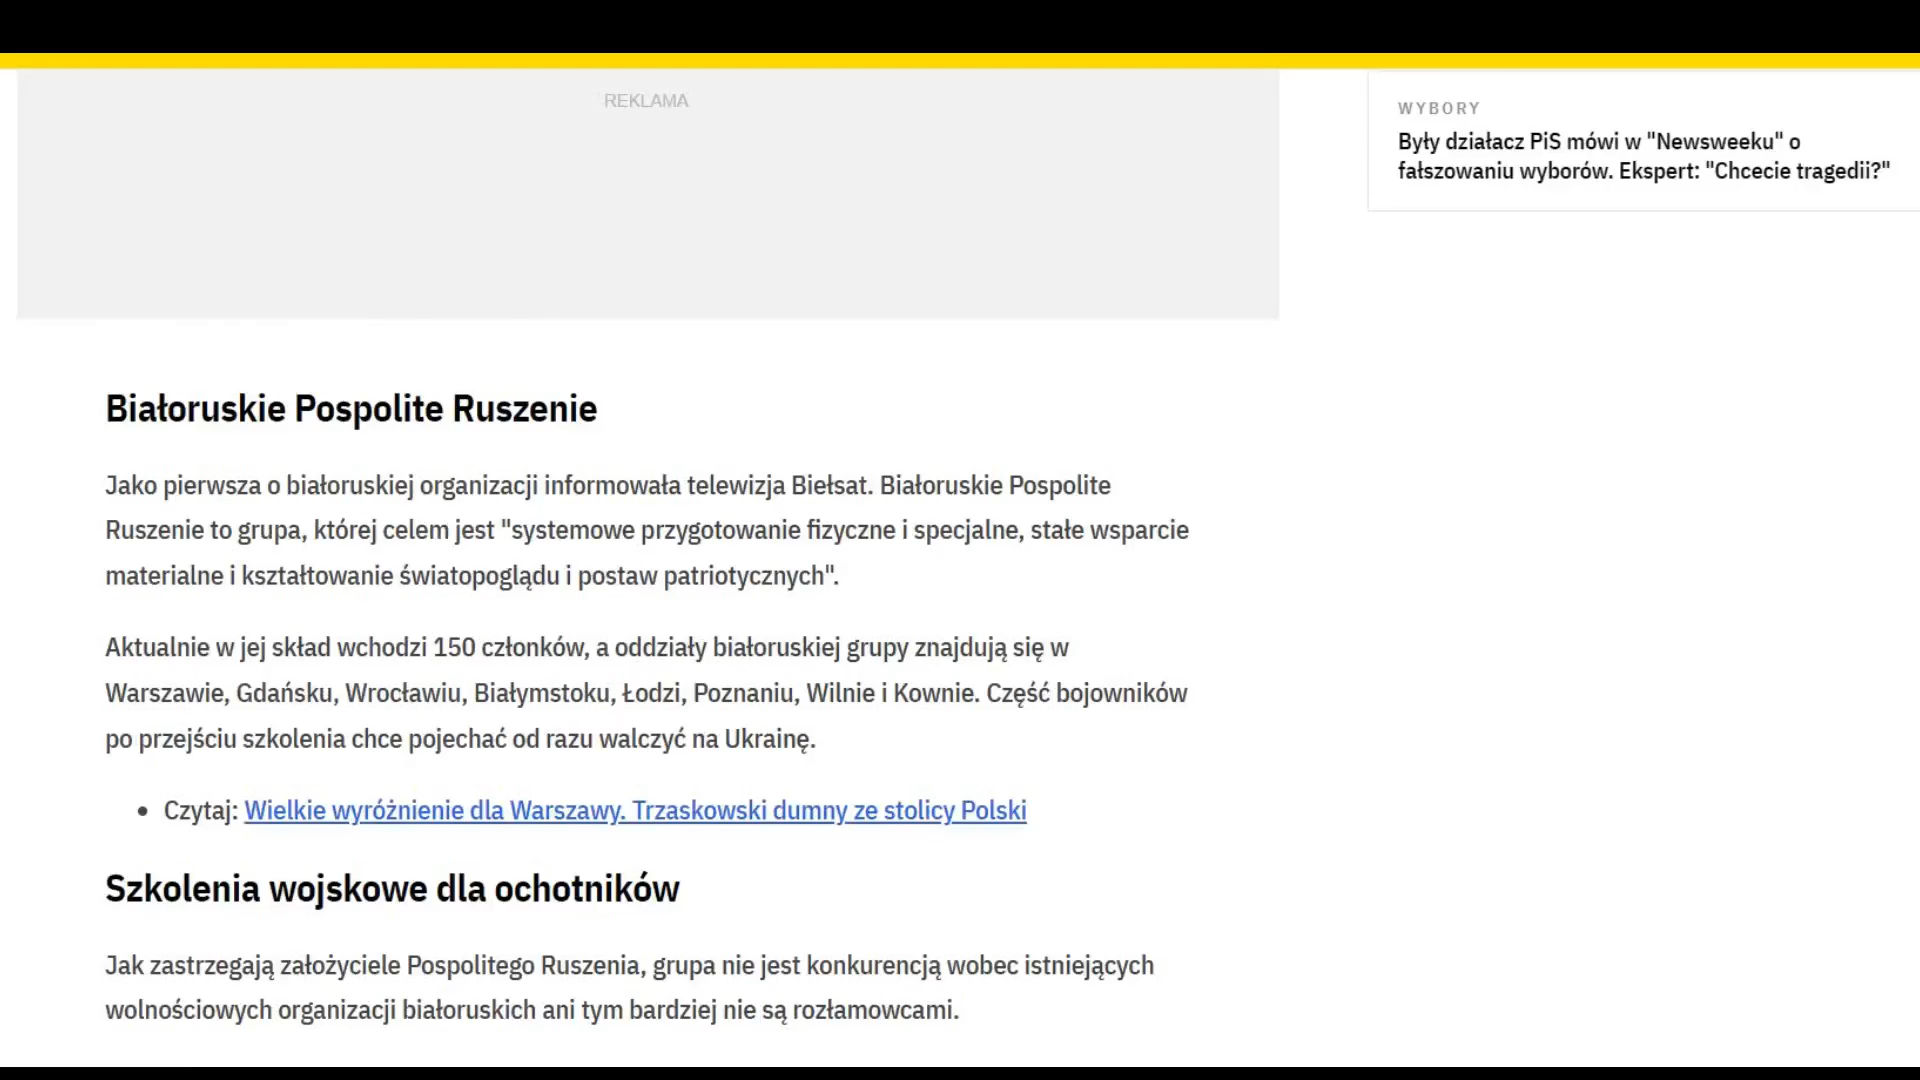 REKLAMA
WYBORY
Były działacz PiS mówi w "Newsweeku" o
fałszowaniu wyborów. Ekspert: "Chcecie tragedii?"
Białoruskie Pospolite Ruszenie
Jako pierwsza o białoruskiej organizacji informowała telewizja Biełsat. Białoruskie Pospolite
Ruszenie to grupa, której celem jest "systemowe przygotowanie fizyczne i specjalne, stałe wsparcie
materialne i kształtowanie światopoglądu i postaw patriotycznych".
Aktualnie w jej skład wchodzi 150 członków, a oddziały białoruskiej grupy znajdują się w
Warszawie, Gdańsku, Wrocławiu, Białymstoku, Łodzi, Poznaniu, Wilnie i Kownie. Część bojowników
po przejściu szkolenia chce pojechać od razu walczyć na Ukrainę.
• Czytaj: Wielkie wyróżnienie dla Warszawy. Trzaskowski dumny ze stolicy Polski
Szkolenia wojskowe dla ochotników
Jak zastrzegają założyciele Pospolitego Ruszenia, grupa nie jest konkurencją wobec istniejących
wolnościowych organizacji białoruskich ani tym bardziej nie są rozłamowcami.